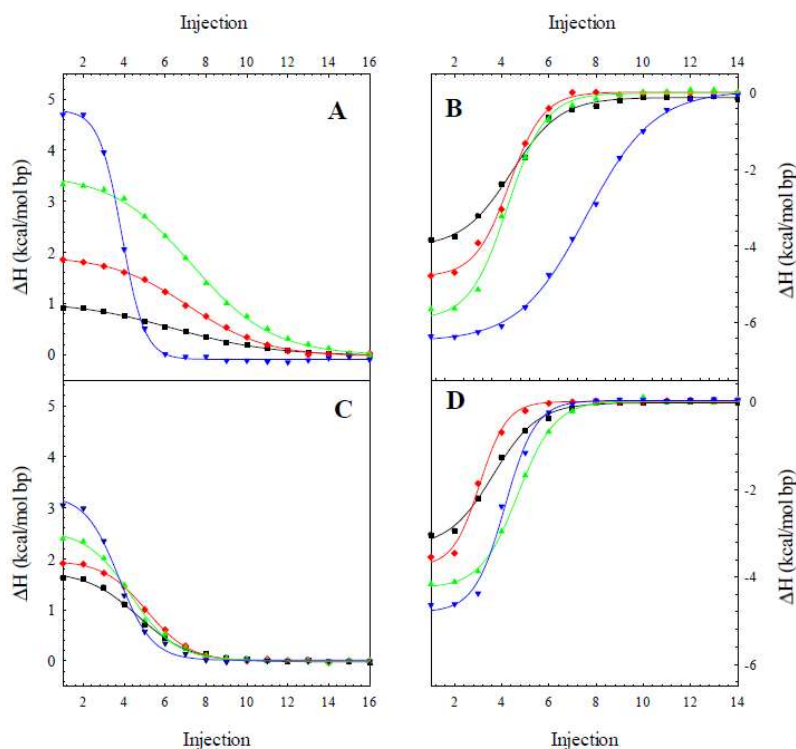 Injection
Injection
2 4 6 8 10 12 14 16
2 4 6 8 10 12 14
A
B
5
4
3
2
1
0
ΔH (kcal/mol bp)
0
-2
-4
-6
ΔH (kcal/mol bp)
C
D
5
4
3
2
1
0
ΔH (kcal/mol bp)
0
-2
-4
-6
ΔH (kcal/mol bp)
2 4 6 8 10 12 14 16
2 4 6 8 10 12 14
Injection
Injection